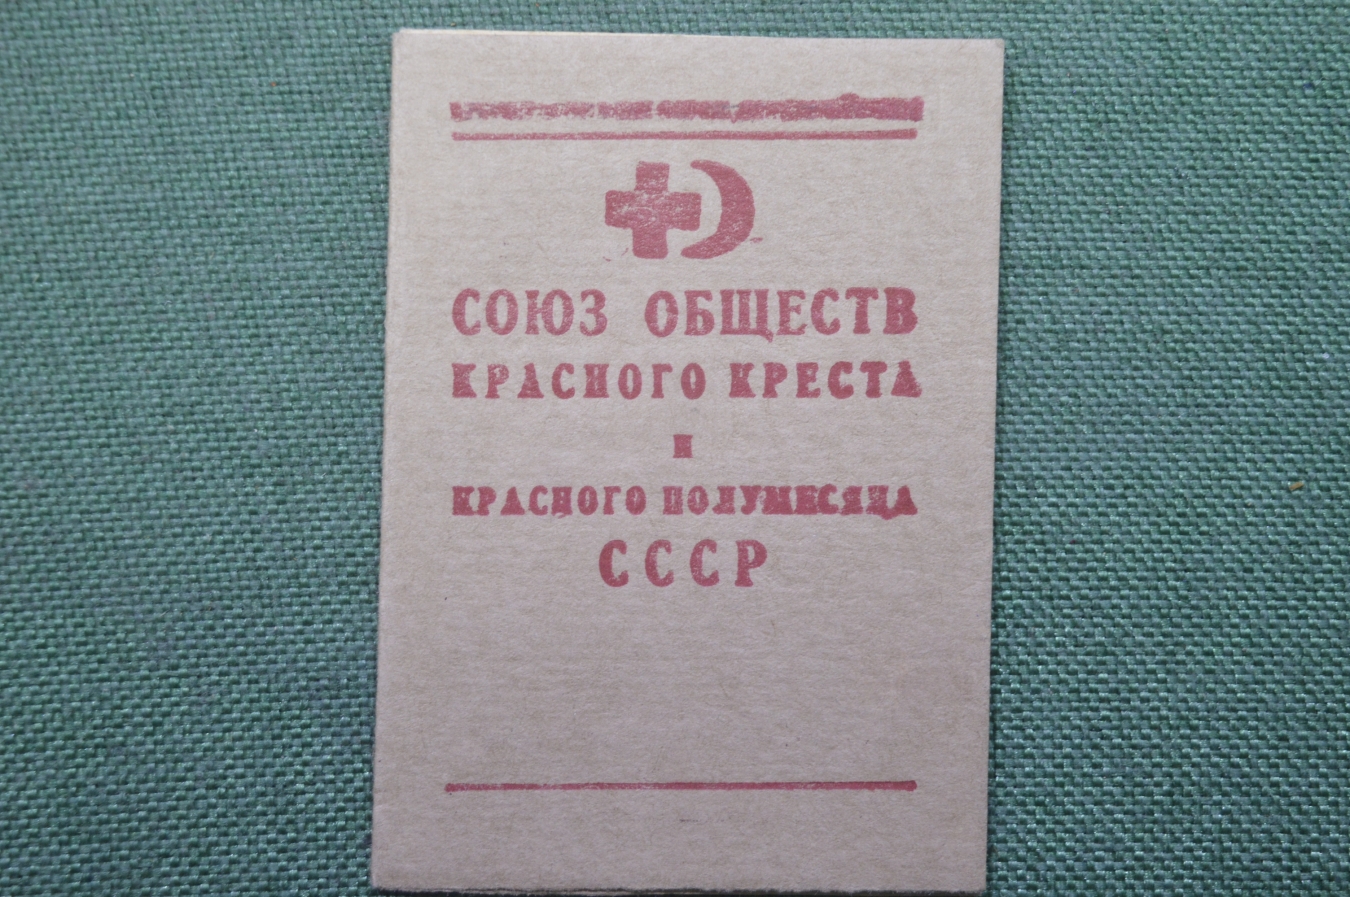 СОЮЗ ОБЩЕСТВ
КРАСНОГО КРЕСТА
И
КРАСНОГО ПОЛУМЕСЯЦА
СССР